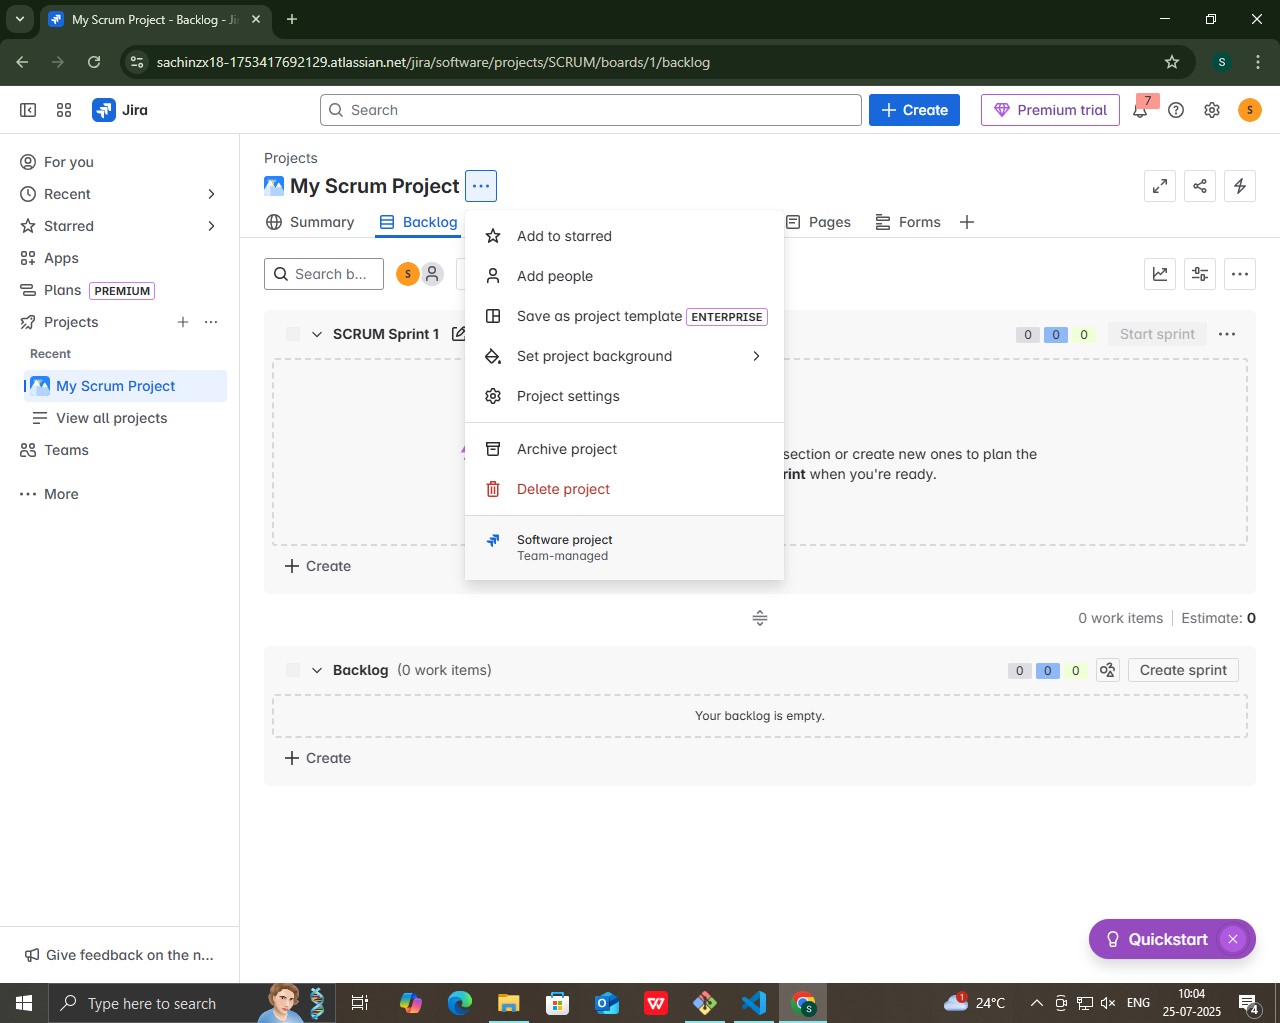 My Scrum Project - Backlog - Ji
sachinzx18-1753417692129.atlassian.net/jira/software/projects/SCRUM/boards/1/backlog
S
Jira
Search
Create
Premium trial
7
S
For you
Recent
Starred
Apps
Plans PREMIUM
Projects
Recent
My Scrum Project
View all projects
Teams
More
Give feedback on the n...
Projects
My Scrum Project
Summary
Backlog
Pages
Forms
Search b...
S
Add to starred
Add people
Save as project template ENTERPRISE
Set project background
Project settings
Archive project
Delete project
Software project
Team-managed
SCRUM Sprint 1
0 0 0 Start sprint
section or create new ones to plan the
rint when you're ready.
Create
0 work items Estimate: 0
Backlog (0 work items)
0 0 0 Create sprint
Your backlog is empty.
Create
Quickstart
Type here to search
W
S
1
24°C
ENG
10:04
25-07-2025
4